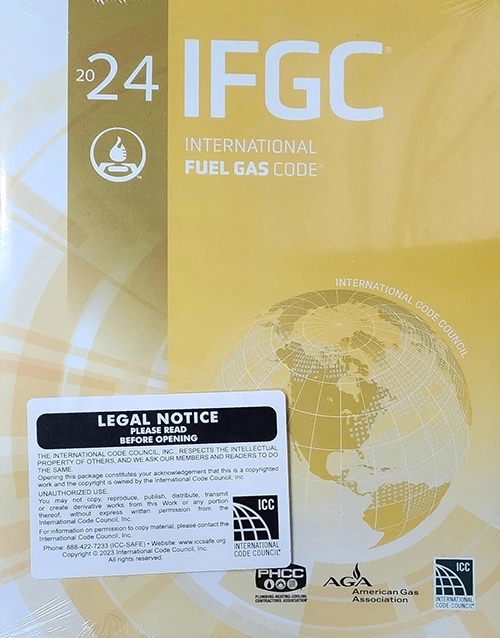 2024
IFGC®
INTERNATIONAL
FUEL GAS CODE®
INTERNATIONAL CODE COUNCIL
LEGAL NOTICE
PLEASE READ
BEFORE OPENING
THE INTERNATIONAL CODE COUNCIL, INC., RESPECTS THE INTELLECTUAL
PROPERTY OF OTHERS, AND WE ASK OUR MEMBERS AND READERS TO DO
THE SAME.
Opening this package constitutes your acknowledgement that this is a copyrighted
work and the copyright is owned by the International Code Council, Inc.
UNAUTHORIZED USE.
You may not copy, reproduce, publish, distribute, transmit
or create derivative works from this Work or any portion
thereof, without express written permission from the
International Code Council, Inc.
For information on permission to copy material, please contact the
International Code Council, Inc.
Phone: 888-422-7233 (ICC-SAFE) • Website: www.iccsafe.org
Copyright © 2023 International Code Council, Inc.
All rights reserved.
ICC
INTERNATIONAL
CODE COUNCIL®
PHCC
PLUMBING-HEATING-COOLING
CONTRACTORS ASSOCIATION
AGA
American Gas
Association
ICC
INTERNATIONAL
CODE COUNCIL®